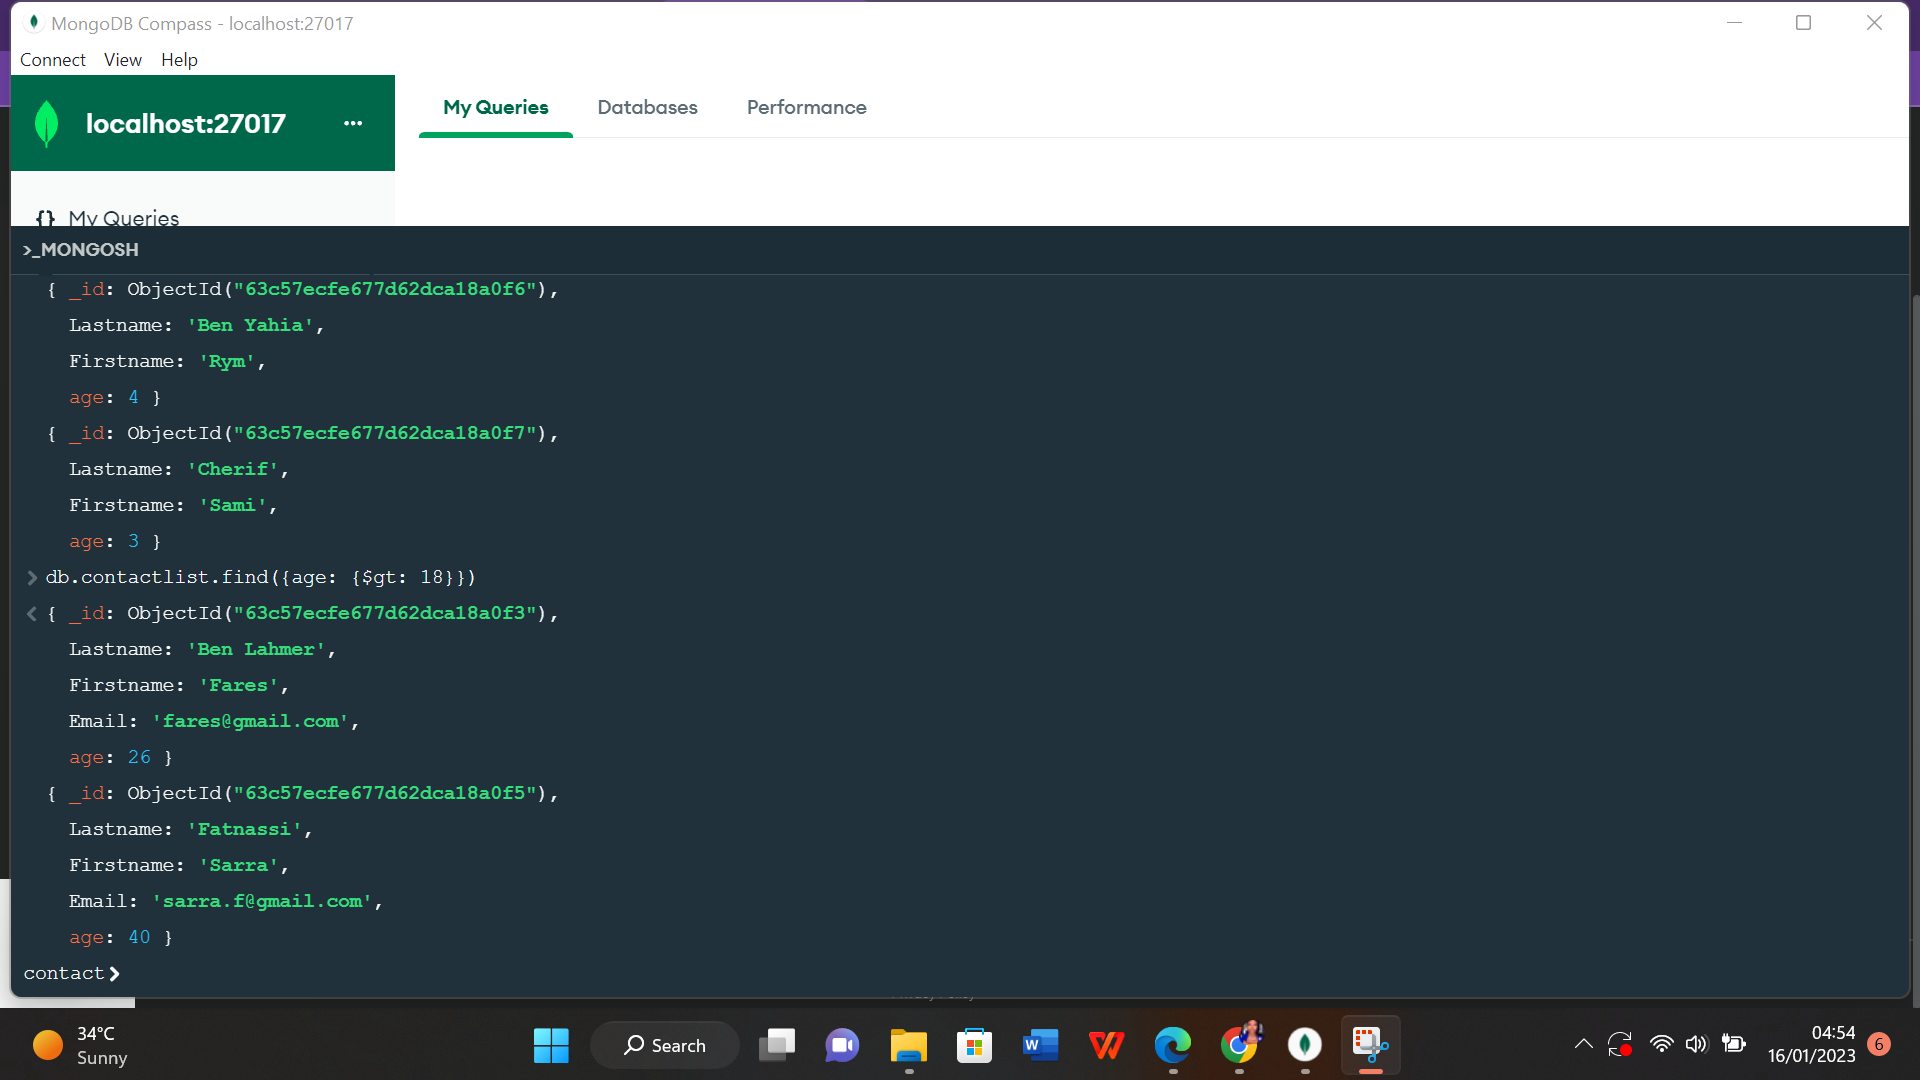 MongoDB Compass - localhost:27017
Connect View Help
localhost:27017 ...
My Queries Databases Performance
{} My Queries
>_MONGOSH
{ _id: ObjectId("63c57ecfe677d62dca18a0f6"),
Lastname: 'Ben Yahia',
Firstname: 'Rym',
age: 4 }
{ _id: ObjectId("63c57ecfe677d62dca18a0f7"),
Lastname: 'Cherif',
Firstname: 'Sami',
age: 3 }
> db.contactlist.find({age: {$gt: 18}})
< { _id: ObjectId("63c57ecfe677d62dca18a0f3"),
Lastname: 'Ben Lahmer',
Firstname: 'Fares',
Email: 'fares@gmail.com',
age: 26 }
{ _id: ObjectId("63c57ecfe677d62dca18a0f5"),
Lastname: 'Fatnassi',
Firstname: 'Sarra',
Email: 'sarra.f@gmail.com',
age: 40 }
contact>
34°C
Sunny
Search
04:54
16/01/2023
6